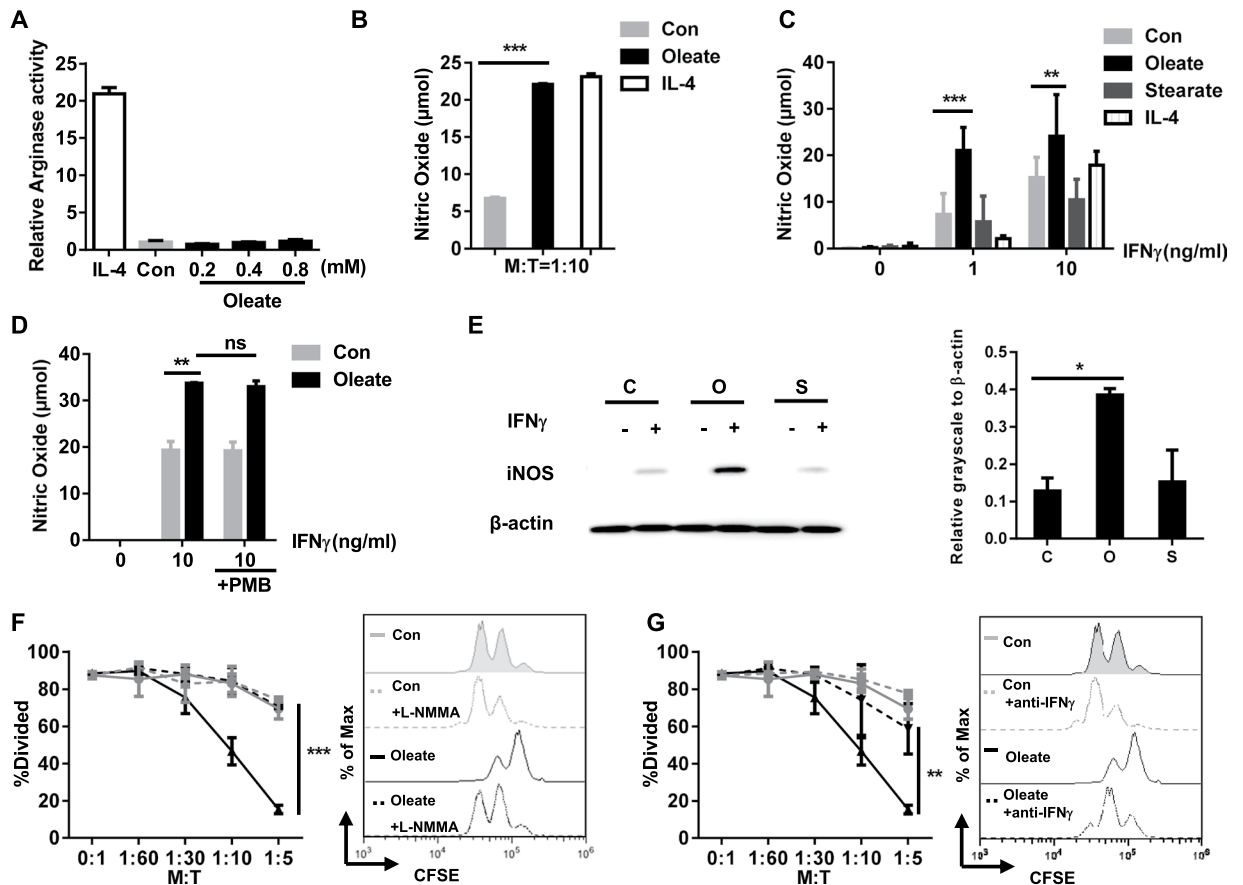 A
Relative Arginase activity
25
20
15
10
5
0
IL-4 Con 0.2 0.4 0.8 (mM)
Oleate
B
Con
Oleate
IL-4
***
Nitric Oxide (μmol)
25
20
15
10
5
0
M:T=1:10
C
Con
Oleate
Stearate
IL-4
*** **
Nitric Oxide (μmol)
40
30
20
10
0
0 1 10 IFNγ(ng/ml)
D
Con
Oleate
** ns
Nitric Oxide (μmol)
40
30
20
10
0
0 10 10 IFNγ(ng/ml)
+PMB
E
C O S
IFNγ - + - + - +
iNOS
β-actin
Relative grayscale to β-actin
0.5
0.4
0.2
0.1
0.0
*
C O S
F
%Divided
100
80
60
40
20
0
0:1 1:60 1:30 1:10 1:5
M:T
***
% of Max
Con
Con
+L-NMMA
Oleate
Oleate
+L-NMMA
10³ 10⁴ 10⁵ 10⁶
CFSE
G
%Divided
100
80
60
40
20
0
0:1 1:60 1:30 1:10 1:5
M:T
**
% of Max
Con
Con
+anti-IFNγ
Oleate
Oleate
+anti-IFNγ
10³ 10⁴ 10⁵ 10⁶
CFSE